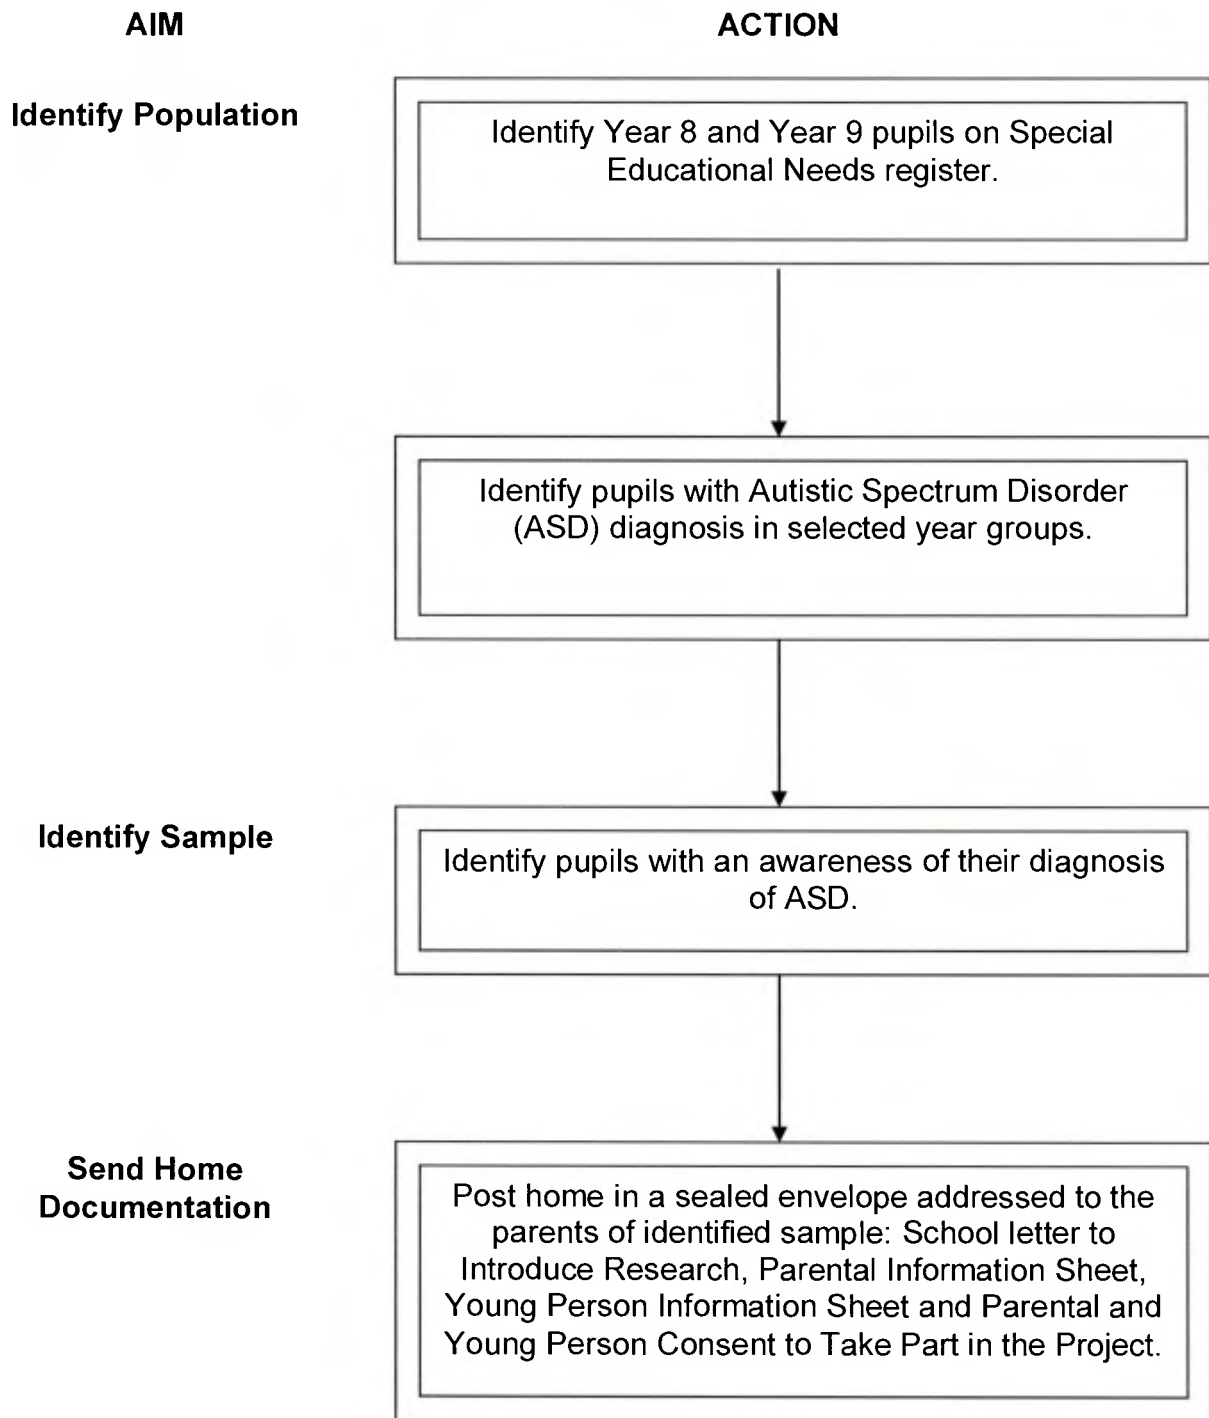 AIM
ACTION
Identify Population
Identify Year 8 and Year 9 pupils on Special
Educational Needs register.
Identify pupils with Autistic Spectrum Disorder
(ASD) diagnosis in selected year groups.
Identify Sample
Identify pupils with an awareness of their diagnosis
of ASD.
Send Home
Documentation
Post home in a sealed envelope addressed to the
parents of identified sample: School letter to
Introduce Research, Parental Information Sheet,
Young Person Information Sheet and Parental and
Young Person Consent to Take Part in the Project.